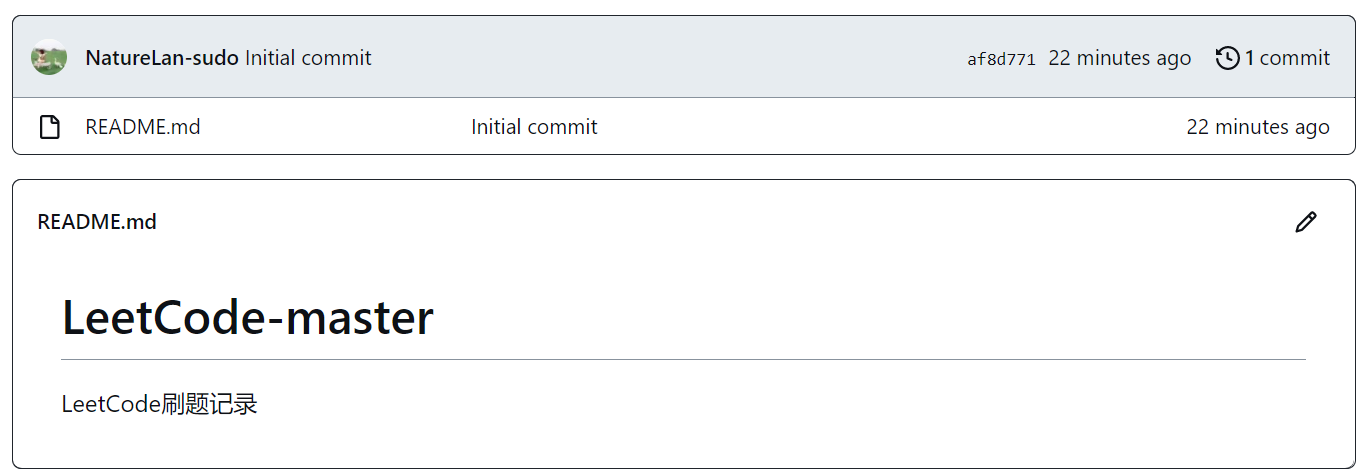 NatureLan-sudo Initial commit af8d771 22 minutes ago 1 commit
README.md Initial commit 22 minutes ago
README.md
LeetCode-master
LeetCode刷题记录